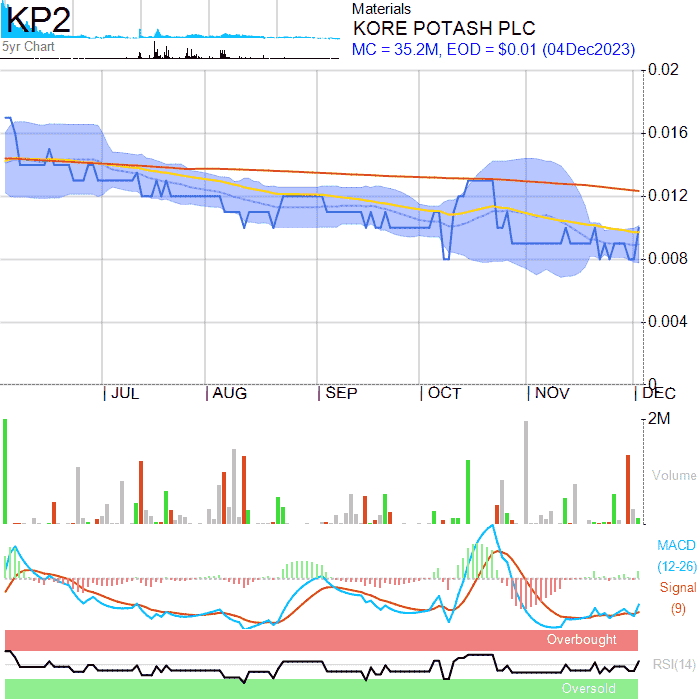 KP2
5yr Chart
Materials
KORE POTASH PLC
MC = 35.2M, EOD = $0.01 (04Dec2023)
0.02
0.016
0.012
0.008
0.004
0
JUL AUG SEP OCT NOV DEC
2M
Volume
MACD
(12-26)
Signal
(9)
Overbought
RSI(14)
Oversold